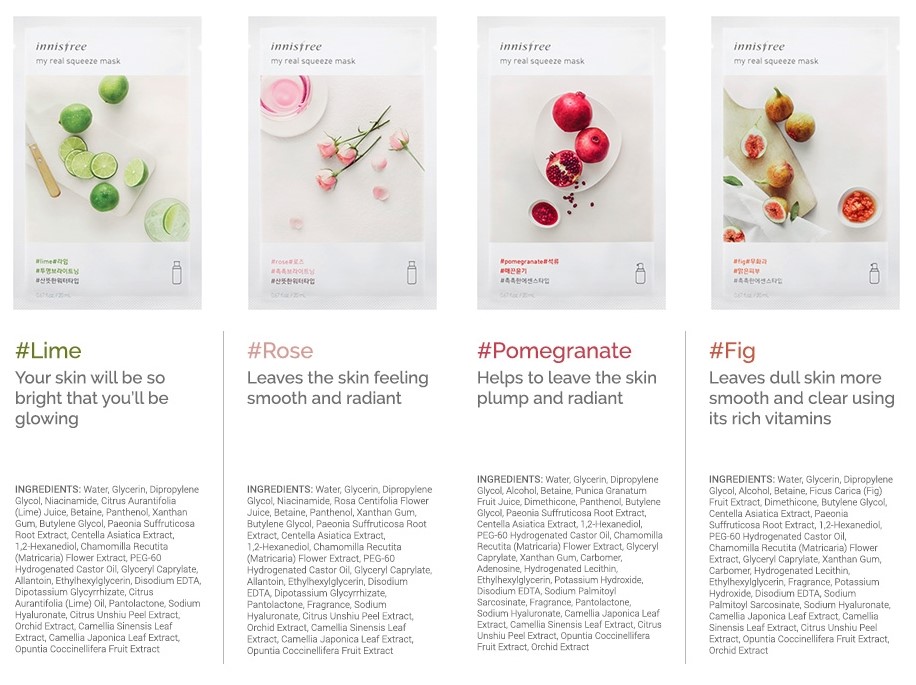 innisfree
my real squeeze mask
#lime#라임
#투명브라이트닝
#산뜻한워터타입
innisfree
my real squeeze mask
#rose#로즈
#촉촉브라이트닝
#산뜻한워터타입
innisfree
my real squeeze mask
#pomegranate#석류
#매끈윤기
#촉촉한에센스타입
innisfree
my real squeeze mask
#fig#무화과
#맑은피부
#촉촉한에센스타입
#Lime
Your skin will be so
bright that you'll be
glowing
INGREDIENTS: Water, Glycerin, Dipropylene
Glycol, Niacinamide, Citrus Aurantifolia
(Lime) Juice, Betaine, Panthenol, Xanthan
Gum, Butylene Glycol, Paeonia Suffruticosa
Root Extract, Centella Asiatica Extract,
1,2-Hexanediol, Chamomilla Recutita
(Matricaria) Flower Extract, PEG-60
Hydrogenated Castor Oil, Glyceryl Caprylate,
Allantoin, Ethylhexylglycerin, Disodium EDTA,
Dipotassium Glycyrrhizate, Citrus
Aurantifolia (Lime) Oil, Pantolactone, Sodium
Hyaluronate, Citrus Unshiu Peel Extract,
Orchid Extract, Camellia Sinensis Leaf
Extract, Camellia Japonica Leaf Extract,
Opuntia Coccinellifera Fruit Extract
#Rose
Leaves the skin feeling
smooth and radiant
INGREDIENTS: Water, Glycerin, Dipropylene
Glycol, Niacinamide, Rosa Centifolia Flower
Juice, Betaine, Panthenol, Xanthan Gum,
Butylene Glycol, Paeonia Suffruticosa Root
Extract, Centella Asiatica Extract,
1,2-Hexanediol, Chamomilla Recutita
(Matricaria) Flower Extract, PEG-60
Hydrogenated Castor Oil, Glyceryl Caprylate,
Allantoin, Ethylhexylglycerin, Disodium
EDTA, Dipotassium Glycyrrhizate,
Pantolactone, Fragrance, Sodium
Hyaluronate, Citrus Unshiu Peel Extract,
Orchid Extract, Camellia Sinensis Leaf
Extract, Camellia Japonica Leaf Extract,
Opuntia Coccinellifera Fruit Extract
#Pomegranate
Helps to leave the skin
plump and radiant
INGREDIENTS: Water, Glycerin, Dipropylene
Glycol, Alcohol, Betaine, Punica Granatum
Fruit Juice, Dimethicone, Panthenol, Butylene
Glycol, Paeonia Suffruticosa Root Extract,
Centella Asiatica Extract, 1,2-Hexanediol,
PEG-60 Hydrogenated Castor Oil, Chamomilla
Recutita (Matricaria) Flower Extract, Glyceryl
Caprylate, Xanthan Gum, Carbomer,
Adenosine, Hydrogenated Lecithin,
Ethylhexylglycerin, Potassium Hydroxide,
Disodium EDTA, Sodium Palmitoyl
Sarcosinate, Fragrance, Pantolactone,
Sodium Hyaluronate, Camellia Japonica Leaf
Extract, Camellia Sinensis Leaf Extract, Citrus
Unshiu Peel Extract, Opuntia Coccinellifera
Fruit Extract, Orchid Extract
#Fig
Leaves dull skin more
smooth and clear using
its rich vitamins
INGREDIENTS: Water, Glycerin, Dipropylene
Glycol, Alcohol, Betaine, Ficus Carica (Fig)
Fruit Extract, Dimethicone, Butylene Glycol,
Centella Asiatica Extract, Paeonia
Suffruticosa Root Extract, 1,2-Hexanediol,
PEG-60 Hydrogenated Castor Oil,
Chamomilla Recutita (Matricaria) Flower
Extract, Glyceryl Caprylate, Xanthan Gum,
Carbomer, Hydrogenated Lecithin,
Ethylhexylglycerin, Fragrance, Potassium
Hydroxide, Disodium EDTA, Sodium
Palmitoyl Sarcosinate, Sodium Hyaluronate,
Camellia Japonica Leaf Extract, Camellia
Sinensis Leaf Extract, Citrus Unshiu Peel
Extract, Opuntia Coccinellifera Fruit Extract,
Orchid Extract